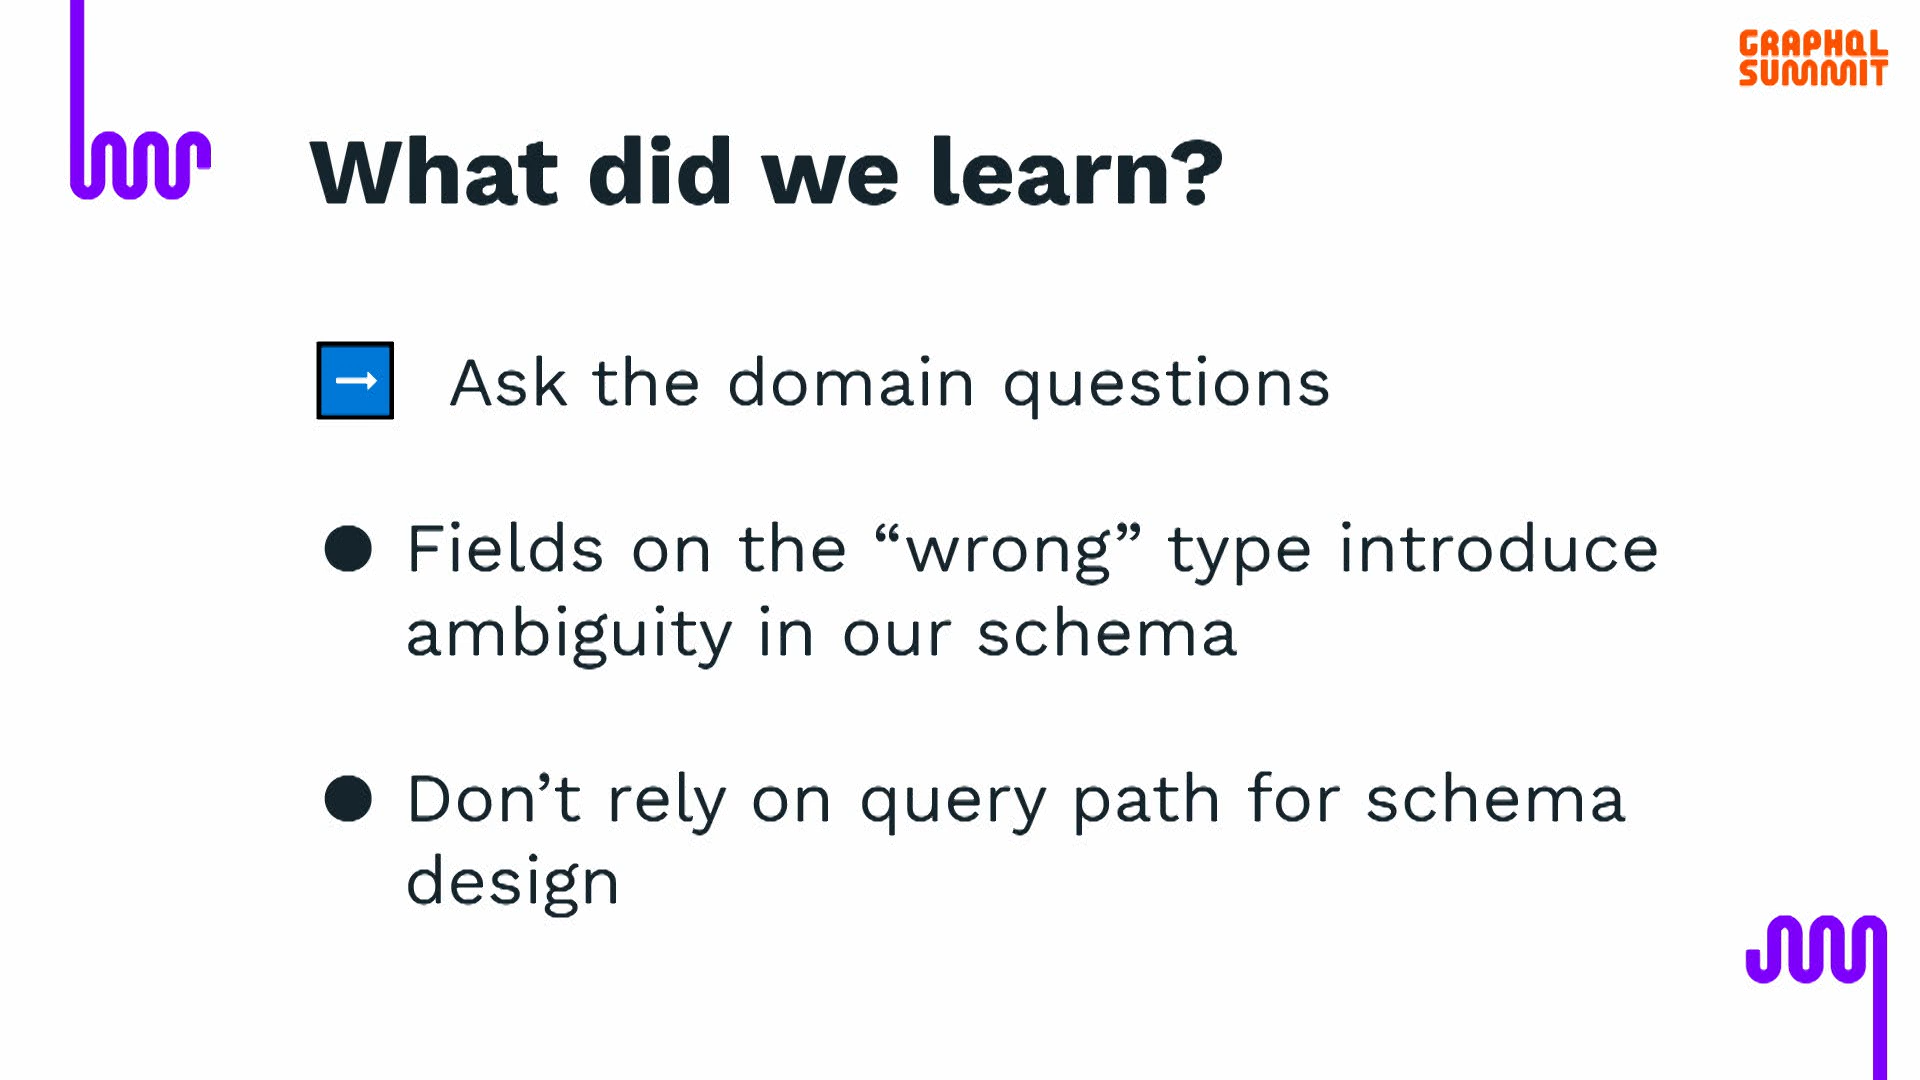 GRAPHQL
SUMMIT
What did we learn?
➡ Ask the domain questions
● Fields on the “wrong” type introduce
ambiguity in our schema
● Don’t rely on query path for schema
design